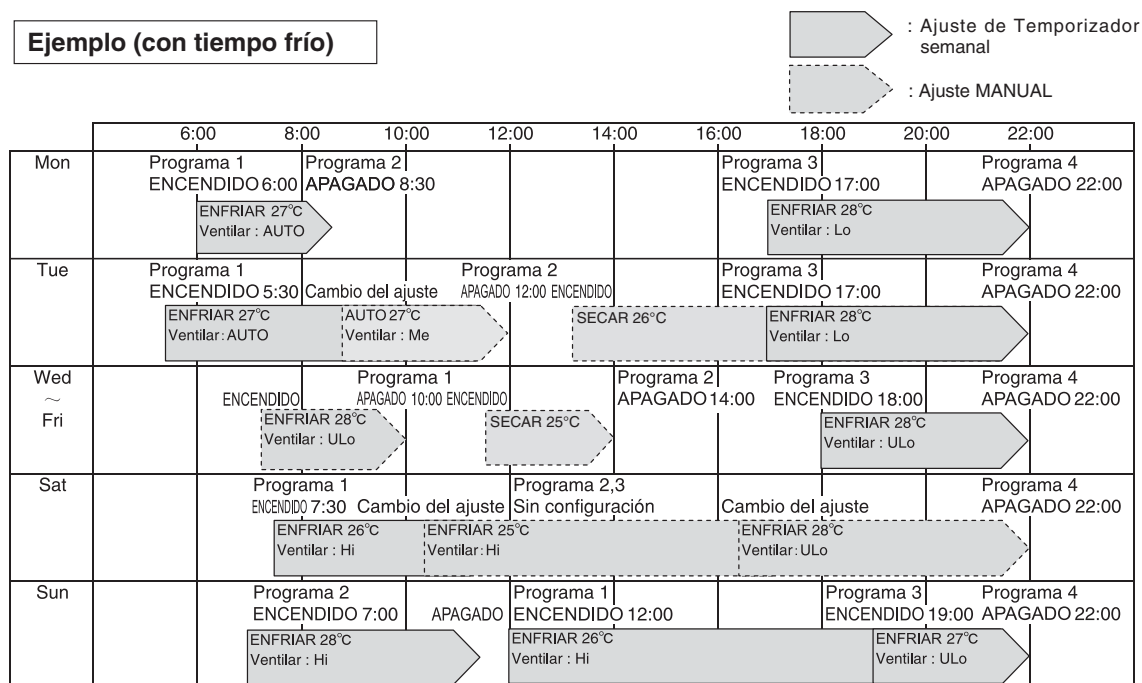 Ejemplo (con tiempo frío)
: Ajuste de Temporizador
semanal
: Ajuste MANUAL
6:00 8:00 10:00 12:00 14:00 16:00 18:00 20:00 22:00
Mon Programa 1 Programa 2 Programa 3 Programa 4
ENCENDIDO 6:00 APAGADO 8:30 ENCENDIDO 17:00 APAGADO 22:00
ENFRIAR 27°C ENFRIAR 28°C
Ventilar : AUTO Ventilar : Lo
Tue Programa 1 Programa 2 Programa 3 Programa 4
ENCENDIDO 5:30 Cambio del ajuste APAGADO 12:00 ENCENDIDO ENCENDIDO 17:00 APAGADO 22:00
ENFRIAR 27°C AUTO 27°C SECAR 26°C ENFRIAR 28°C
Ventilar : AUTO Ventilar : Me Ventilar : Lo
Wed Programa 1 Programa 2 Programa 3 Programa 4
~ ENCENDIDO APAGADO 10:00 ENCENDIDO APAGADO 14:00 ENCENDIDO 18:00 APAGADO 22:00
Fri ENFRIAR 28°C SECAR 25°C ENFRIAR 28°C
Ventilar : ULo Ventilar : ULo
Sat Programa 1 Programa 2,3 Programa 4
ENCENDIDO 7:30 Cambio del ajuste Sin configuración Cambio del ajuste APAGADO 22:00
ENFRIAR 26°C ENFRIAR 25°C ENFRIAR 28°C
Ventilar : Hi Ventilar : Hi Ventilar : ULo
Sun Programa 2 Programa 1 Programa 3 Programa 4
ENCENDIDO 7:00 APAGADO ENCENDIDO 12:00 ENCENDIDO 19:00 APAGADO 22:00
ENFRIAR 28°C ENFRIAR 26°C ENFRIAR 27°C
Ventilar : Hi Ventilar : Hi Ventilar : ULo